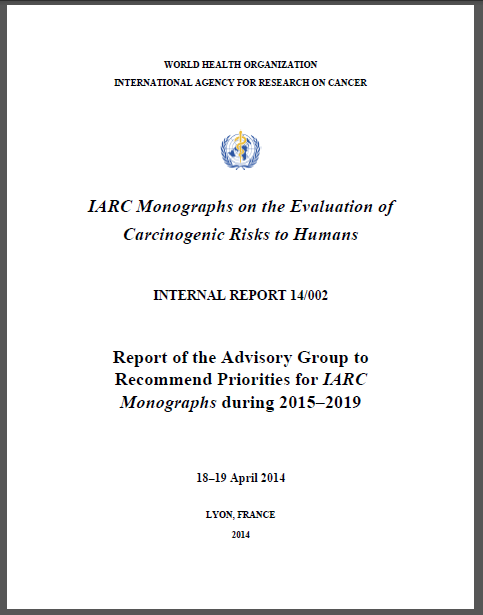 WORLD HEALTH ORGANIZATION
INTERNATIONAL AGENCY FOR RESEARCH ON CANCER
IARC Monographs on the Evaluation of
Carcinogenic Risks to Humans
INTERNAL REPORT 14/002
Report of the Advisory Group to
Recommend Priorities for IARC
Monographs during 2015–2019
18–19 April 2014
LYON, FRANCE
2014